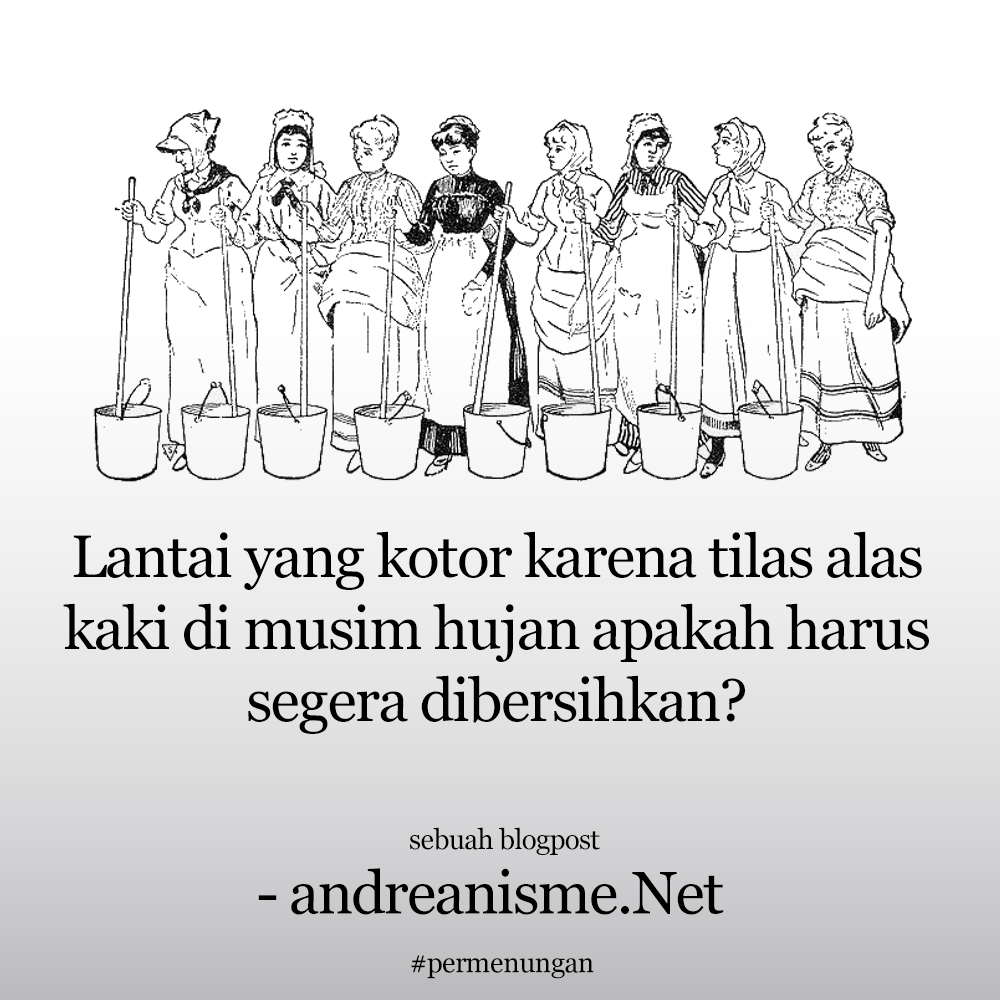 Lantai yang kotor karena tilas alas
kaki di musim hujan apakah harus
segera dibersihkan?
sebuah blogpost
- andreanisme.Net
#permenungan